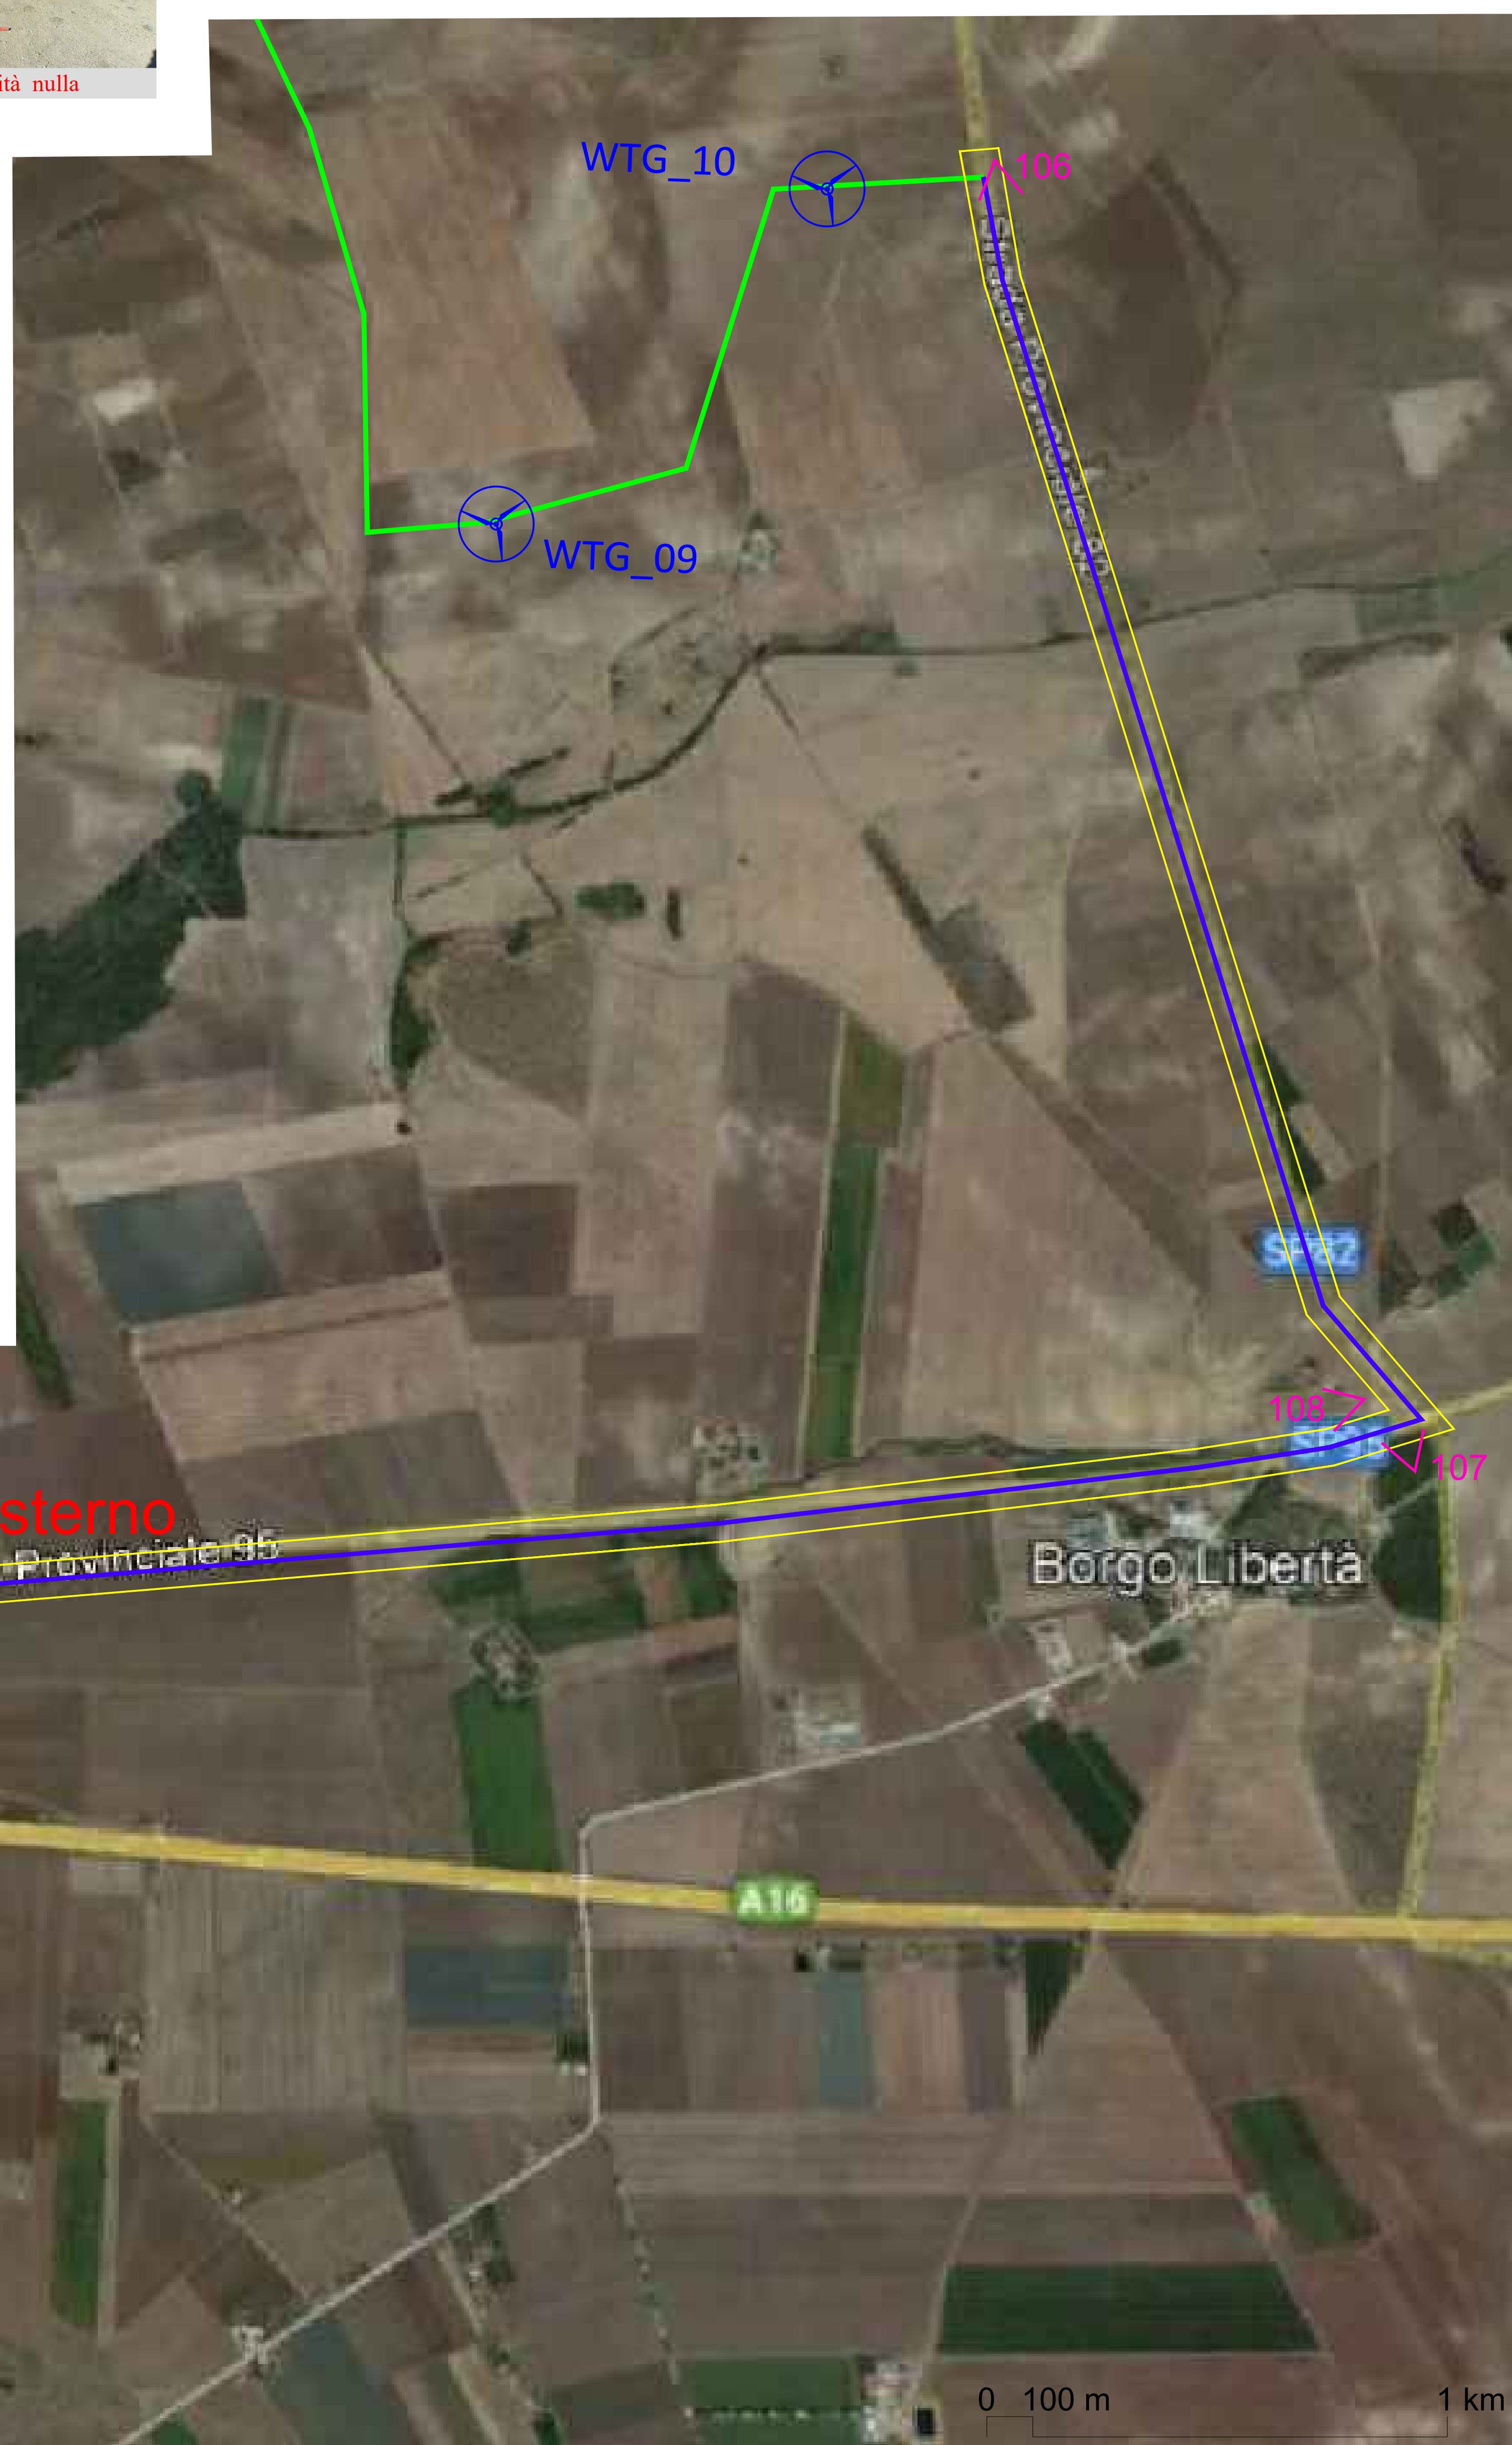 ità nulla
WTG_10
106
WTG_09
SP82
108
107
sterno
Provinciale 95
Borgo Libertà
A16
0 100 m 1 km